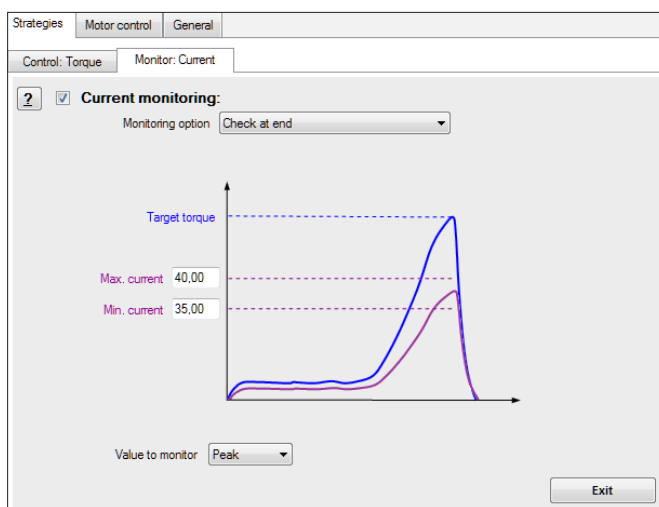 Strategies Motor control General
Control: Torque Monitor: Current
? Current monitoring:
Monitoring option Check at end
Target torque
Max. current 40,00
Min. current 35,00
Value to monitor Peak
Exit